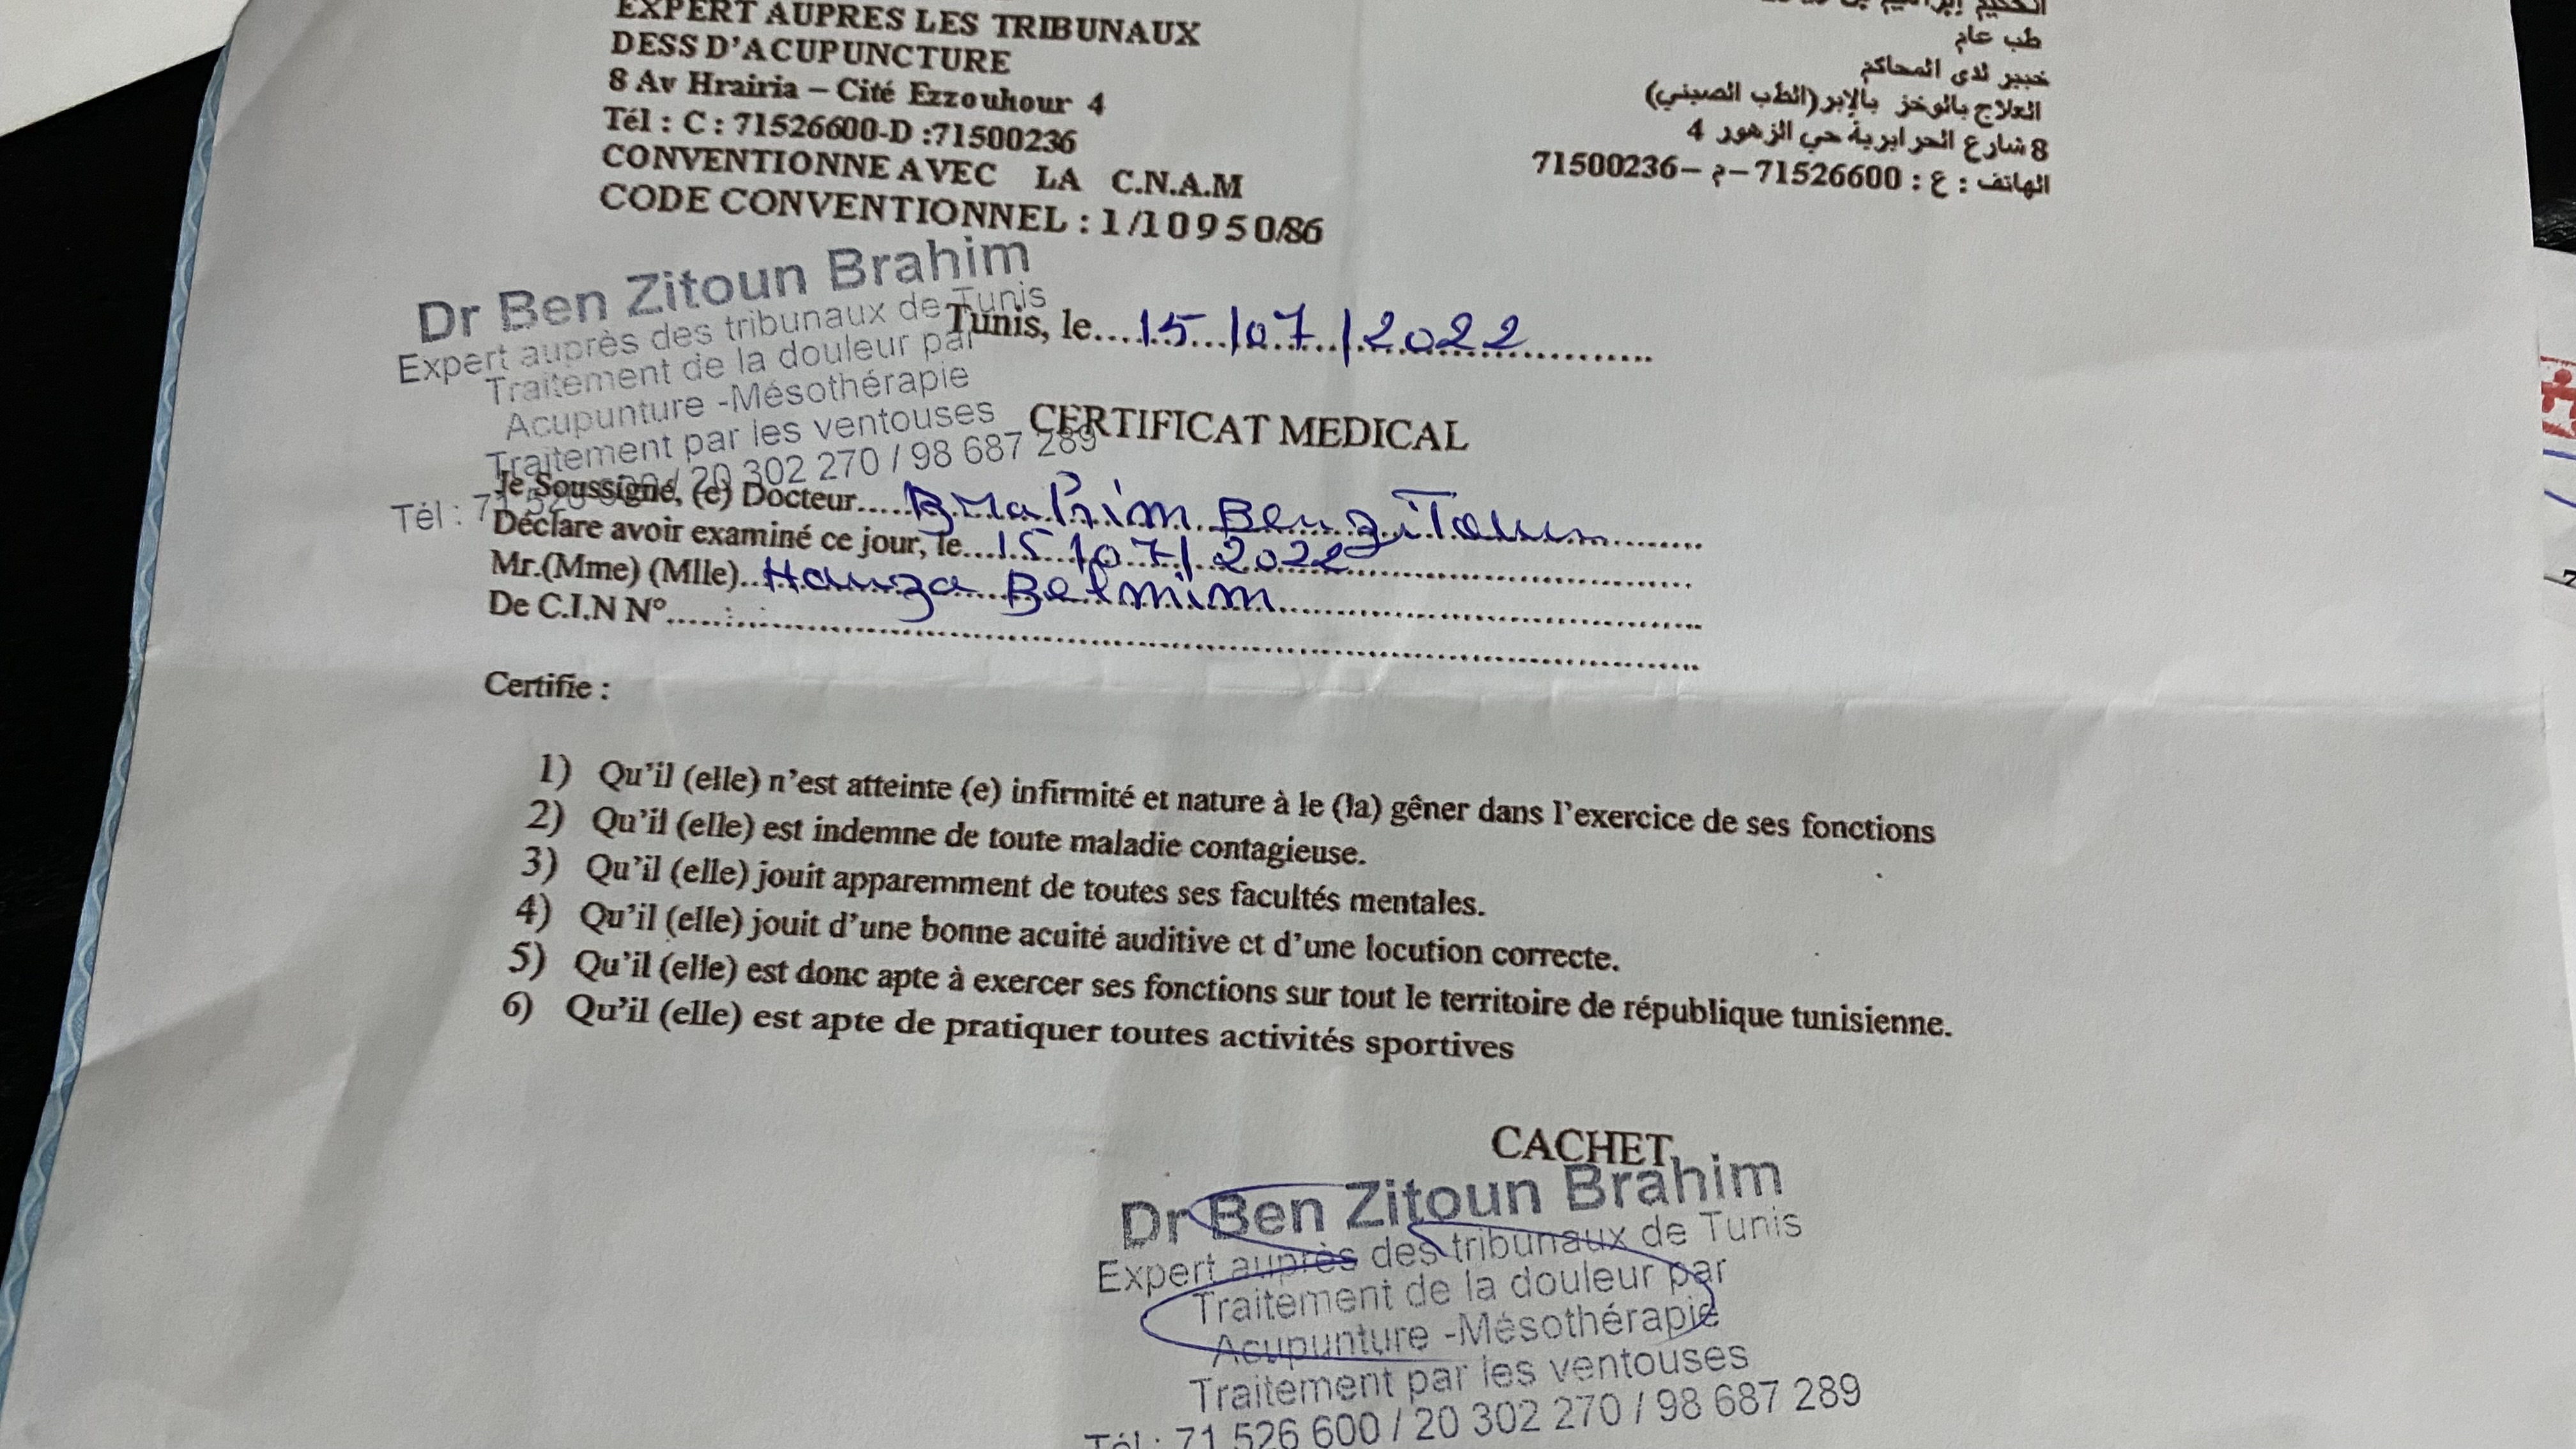 EXPERT AUPRES LES TRIBUNAUX
DESS D'ACUPUNCTURE
8 Av Hrairia – Cité Ezzouhour 4
Tél : C : 71526600-D :71500236
CONVENTIONNE AVEC LA C.N.A.M
CODE CONVENTIONNEL : 1/10950/86
طب عام
خبير لدى المحاكم
العلاج بالوخز بالإبر (الطب الصيني)
8 شارع الحرايرية حي الزهور 4
الهاتف : ع : 71526600 –م –71500236
Dr Ben Zitoun Brahim
Expert auprès des tribunaux de Tunis
Traitement de la douleur par
Acupunture -Mésothérapie
Traitement par les ventouses
Tél : 71 526 600 / 20 302 270 / 98 687 289
Tunis, le....15/07/2022
CERTIFICAT MEDICAL
Je Soussigné, (e) Docteur.....Brahim Ben Zitoun
Déclare avoir examiné ce jour, le...15/07/2022
Mr.(Mme) (Mlle)..Hamza Belmim
De C.I.N N°
Certifie :
1) Qu'il (elle) n'est atteinte (e) infirmité et nature à le (la) gêner dans l'exercice de ses fonctions
2) Qu'il (elle) est indemne de toute maladie contagieuse.
3) Qu'il (elle) jouit apparemment de toutes ses facultés mentales.
4) Qu'il (elle) jouit d'une bonne acuité auditive et d'une locution correcte.
5) Qu'il (elle) est donc apte à exercer ses fonctions sur tout le territoire de république tunisienne.
6) Qu'il (elle) est apte de pratiquer toutes activités sportives
CACHET
Dr Ben Zitoun Brahim
Expert auprès des tribunaux de Tunis
Traitement de la douleur par
Acupunture -Mésothérapie
Traitement par les ventouses
Tél : 71 526 600 / 20 302 270 / 98 687 289